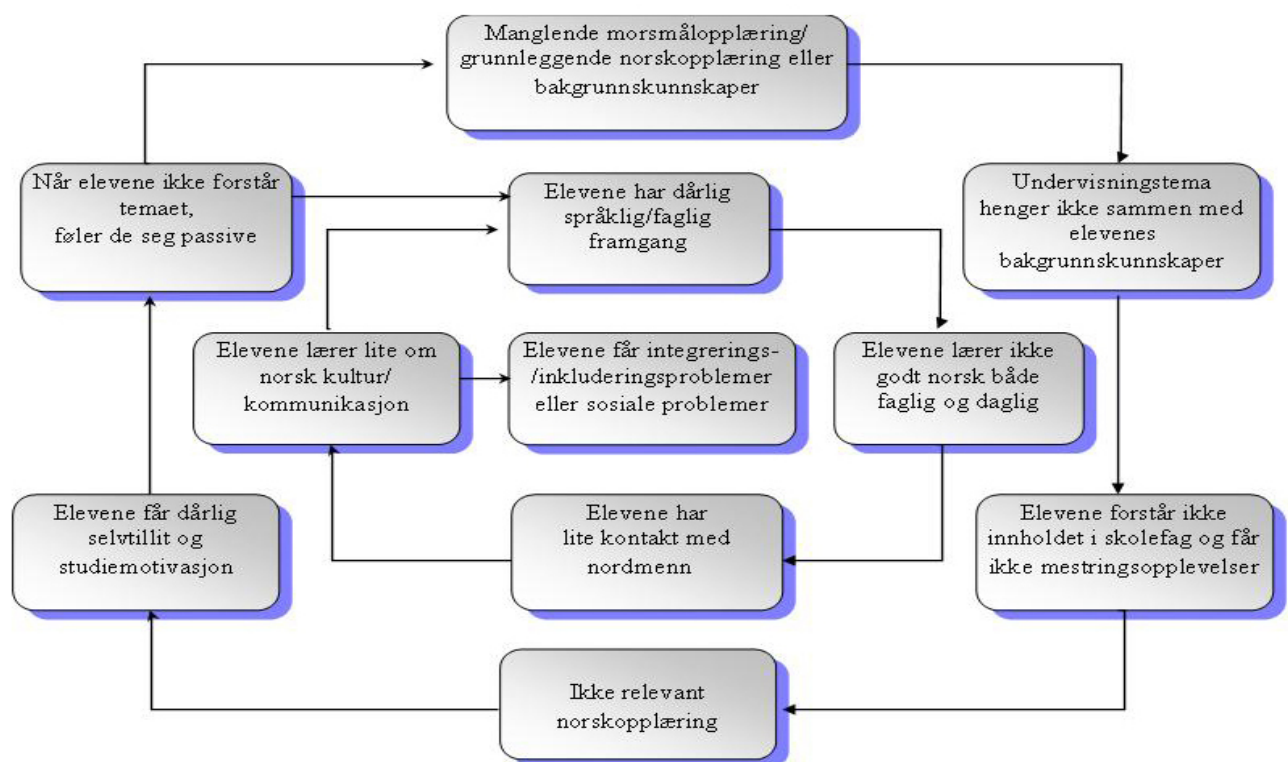 Manglende morsmålopplæring/
grunnleggende norskopplæring eller
bakgrunnskunnskaper
Når elevene ikke forstår
temaet,
føler de seg passive
Elevene har dårlig
språklig/faglig
framgang
Undervisningstema
henger ikke sammen med
elevenes
bakgrunnskunnskaper
Elevene lærer lite om
norsk kultur/
kommunikasjon
Elevene får integrerings-
/inkluderingsproblemer
eller sosiale problemer
Elevene lærer ikke
godt norsk både
faglig og daglig
Elevene får dårlig
selvtillit og
studiemotivasjon
Elevene har
lite kontakt med
nordmenn
Elevene forstår ikke
innholdet i skolefag og får
ikke mestringsopplevelser
Ikke relevant
norskopplæring